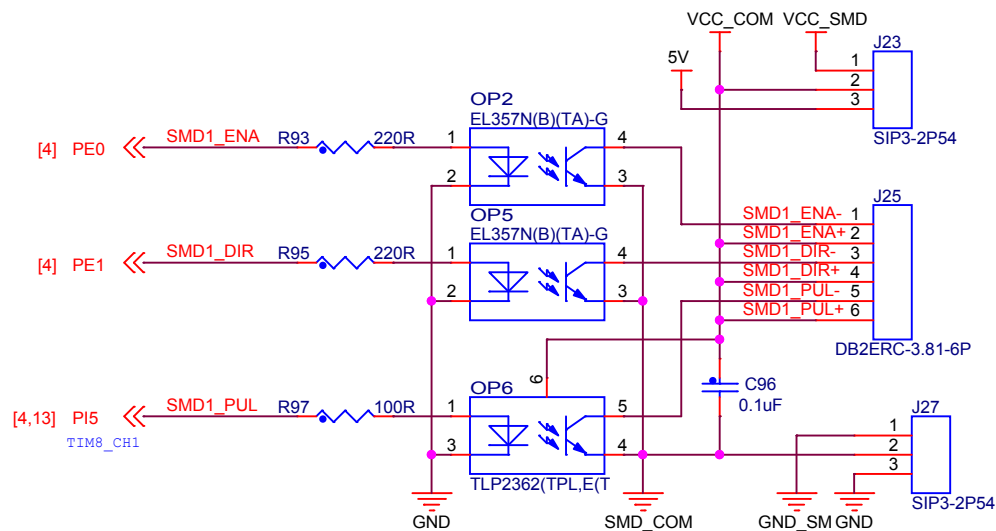 VCC_COM VCC_SMD
J23
5V
1
2
3
SIP3-2P54
OP2
EL357N(B)(TA)-G
[4] PE0 SMD1_ENA R93 220R 1 4
2 3
OP5
EL357N(B)(TA)-G
[4] PE1 SMD1_DIR R95 220R 1 4
2 3
J25
SMD1_ENA- 1
SMD1_ENA+ 2
SMD1_DIR- 3
SMD1_DIR+ 4
SMD1_PUL- 5
SMD1_PUL+ 6
DB2ERC-3.81-6P
OP6
6
[4,13] PI5 SMD1_PUL R97 100R 1 5
TIM8_CH1
3 4
TLP2362(TPL,E(T
C96
0.1uF
J27
1
2
3
SIP3-2P54
GND SMD_COM GND_SM GND